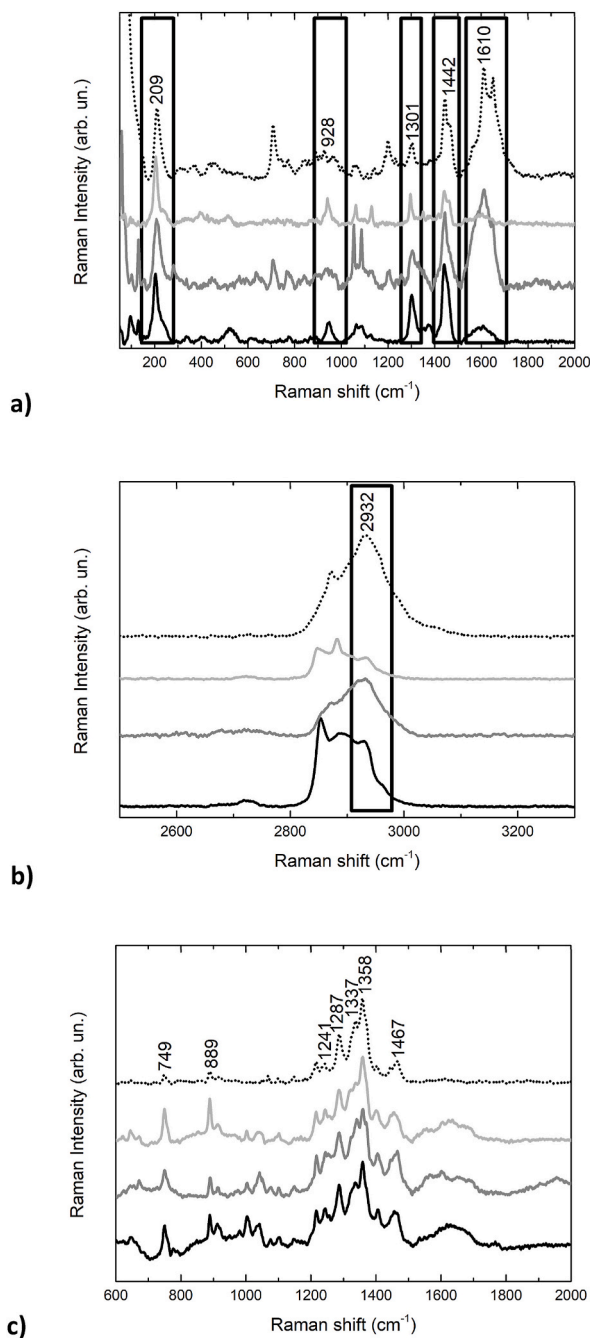 209
928
1301
1442
1610
Raman Intensity (arb. un.)
200 400 600 800 1000 1200 1400 1600 1800 2000
Raman shift (cm⁻¹)
a)
2932
Raman Intensity (arb. un.)
2600 2800 3000 3200
Raman shift (cm⁻¹)
b)
749
889
1241
1287
1337
1358
1467
Raman Intensity (arb. un.)
600 800 1000 1200 1400 1600 1800 2000
Raman shift (cm⁻¹)
c)